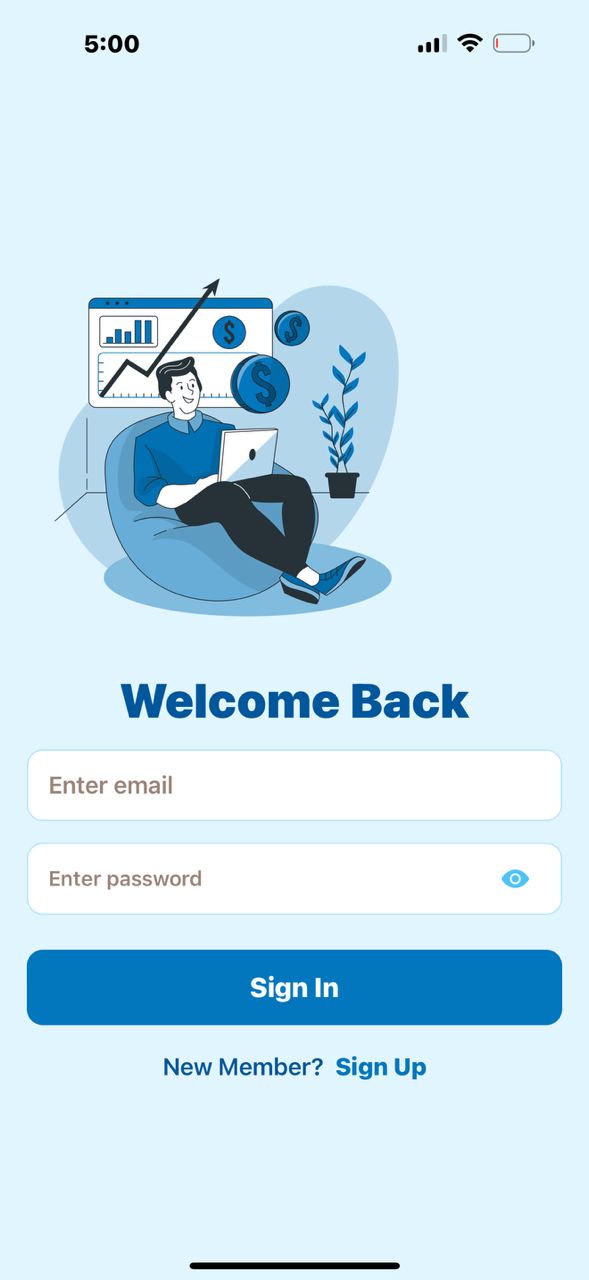 5:00
$ $
$
Welcome Back
Enter email
Enter password
Sign In
New Member? Sign Up